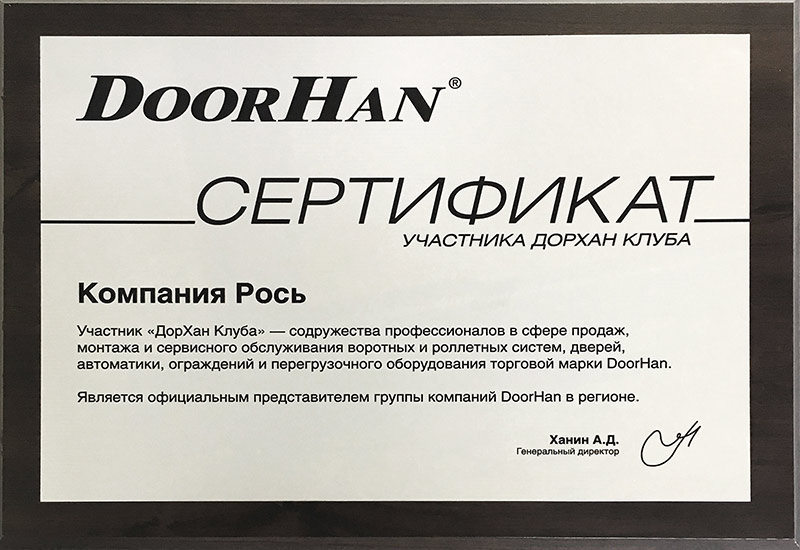 DOORHAN®
СЕРТИФИКАТ
УЧАСТНИКА ДОРХАН КЛУБА
Компания Рось
Участник «ДорХан Клуба» — содружества профессионалов в сфере продаж,
монтажа и сервисного обслуживания воротных и роллетных систем, дверей,
автоматики, ограждений и перегрузочного оборудования торговой марки DoorHan.
Является официальным представителем группы компаний DoorHan в регионе.
Ханин А.Д.
Генеральный директор